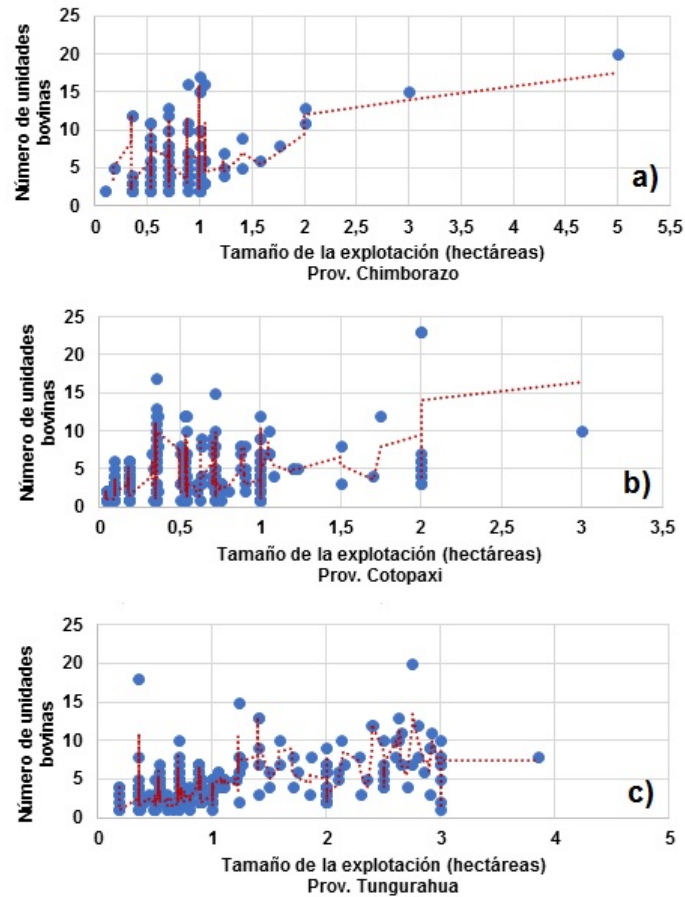 25
20
15
10
5
0
Número de unidades
bovinas
a)
0 0,5 1 1,5 2 2,5 3 3,5 4 4,5 5 5,5
Tamaño de la explotación (hectáreas)
Prov. Chimborazo
25
20
15
10
5
0
Número de unidades
bovinas
b)
0 0,5 1 1,5 2 2,5 3 3,5
Tamaño de la explotación (hectáreas)
Prov. Cotopaxi
25
20
15
10
5
0
Número de unidades
bovinas
c)
0 1 2 3 4 5
Tamaño de la explotación (hectáreas)
Prov. Tungurahua